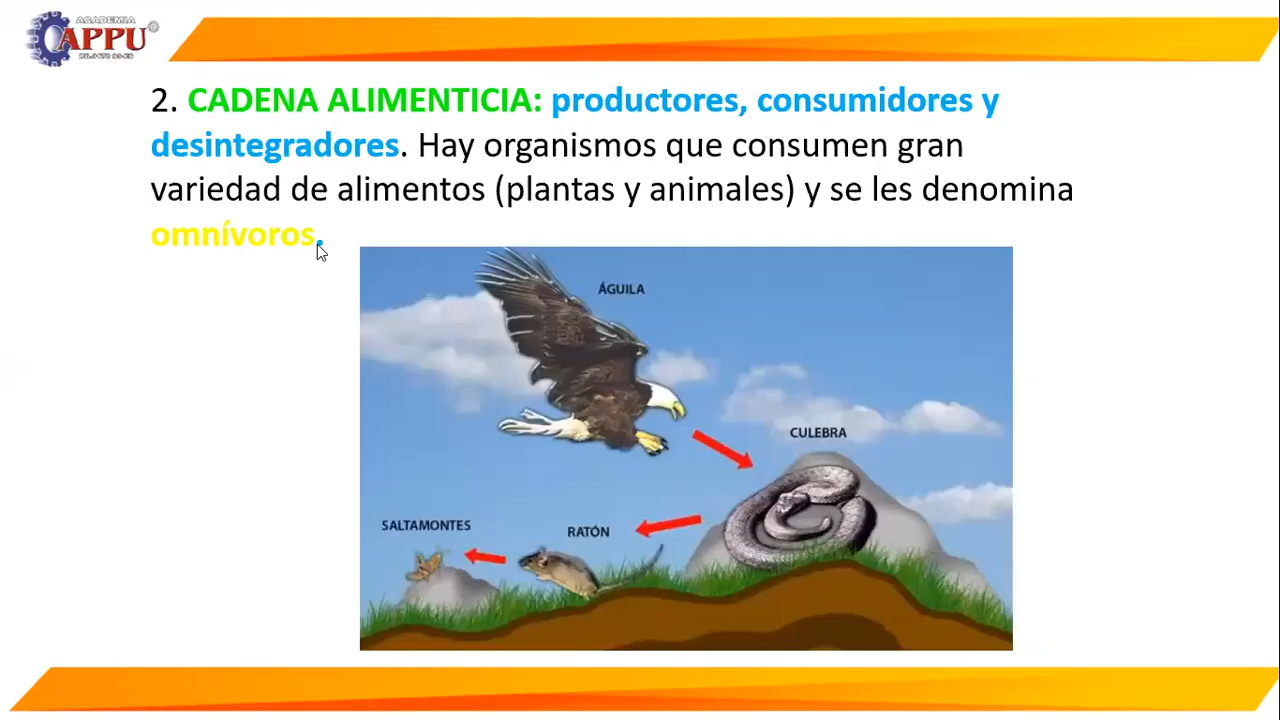 ACADEMIA
APPU
2. CADENA ALIMENTICIA: productores, consumidores y
desintegradores. Hay organismos que consumen gran
variedad de alimentos (plantas y animales) y se les denomina
omnívoros.
ÁGUILA
CULEBRA
SALTAMONTES
RATÓN